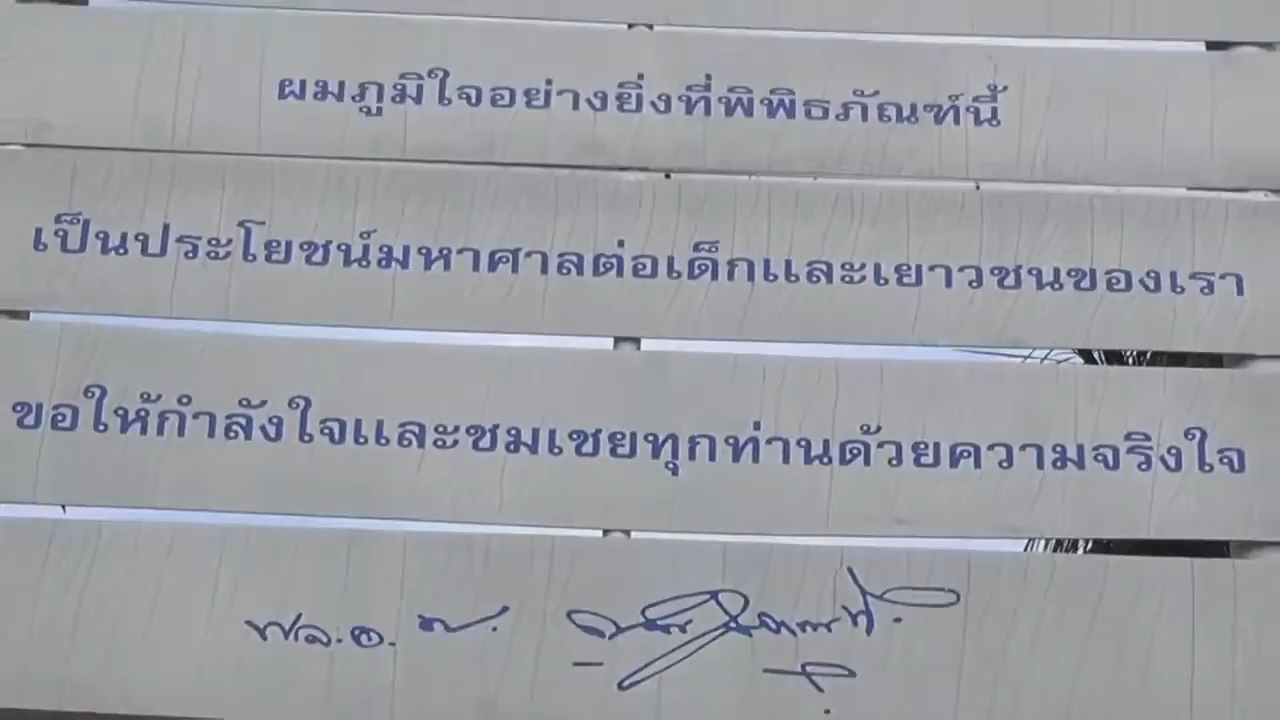 ผมภูมิใจอย่างยิ่งที่พิพิธภัณฑ์นี้
เป็นประโยชน์มหาศาลต่อเด็กและเยาวชนของเรา
ขอให้กำลังใจและชมเชยทุกท่านด้วยความจริงใจ
พล.อ.